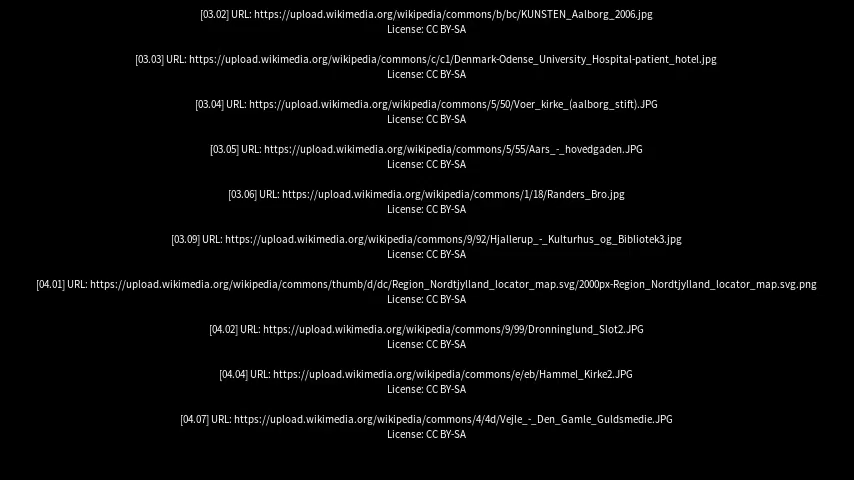 [03.02] URL: https://upload.wikimedia.org/wikipedia/commons/b/bc/KUNSTEN_Aalborg_2006.jpg
License: CC BY-SA
[03.03] URL: https://upload.wikimedia.org/wikipedia/commons/c/c1/Denmark-Odense_University_Hospital-patient_hotel.jpg
License: CC BY-SA
[03.04] URL: https://upload.wikimedia.org/wikipedia/commons/5/50/Voer_kirke_(aalborg_stift).JPG
License: CC BY-SA
[03.05] URL: https://upload.wikimedia.org/wikipedia/commons/5/55/Aars_-_hovedgaden.JPG
License: CC BY-SA
[03.06] URL: https://upload.wikimedia.org/wikipedia/commons/1/18/Randers_Bro.jpg
License: CC BY-SA
[03.09] URL: https://upload.wikimedia.org/wikipedia/commons/9/92/Hjallerup_-_Kulturhus_og_Bibliotek3.jpg
License: CC BY-SA
[04.01] URL: https://upload.wikimedia.org/wikipedia/commons/thumb/d/dc/Region_Nordtjylland_locator_map.svg/2000px-Region_Nordtjylland_locator_map.svg.png
License: CC BY-SA
[04.02] URL: https://upload.wikimedia.org/wikipedia/commons/9/99/Dronninglund_Slot2.JPG
License: CC BY-SA
[04.04] URL: https://upload.wikimedia.org/wikipedia/commons/e/eb/Hammel_Kirke2.JPG
License: CC BY-SA
[04.07] URL: https://upload.wikimedia.org/wikipedia/commons/4/4d/Vejle_-_Den_Gamle_Guldsmedie.JPG
License: CC BY-SA